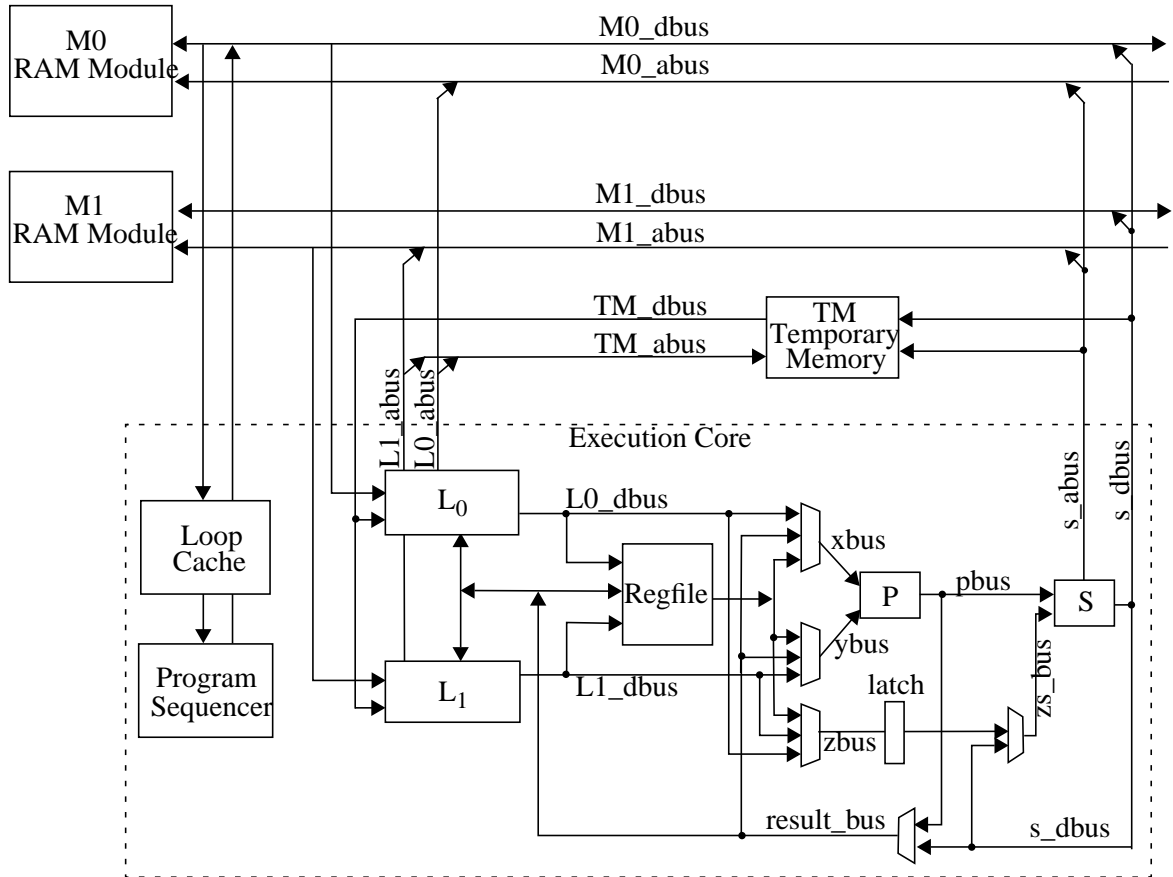 M0
RAM Module
M0_dbus
M0_abus
M1
RAM Module
M1_dbus
M1_abus
TM_dbus
TM_abus
TM
Temporary
Memory
L1_abus
L0_abus
Execution Core
s_abus
s_dbus
L0
L0_dbus
Loop
Cache
xbus
Regfile
P
pbus
S
ybus
Program
Sequencer
L1
L1_dbus
latch
zbus
zs_bus
result_bus
s_dbus